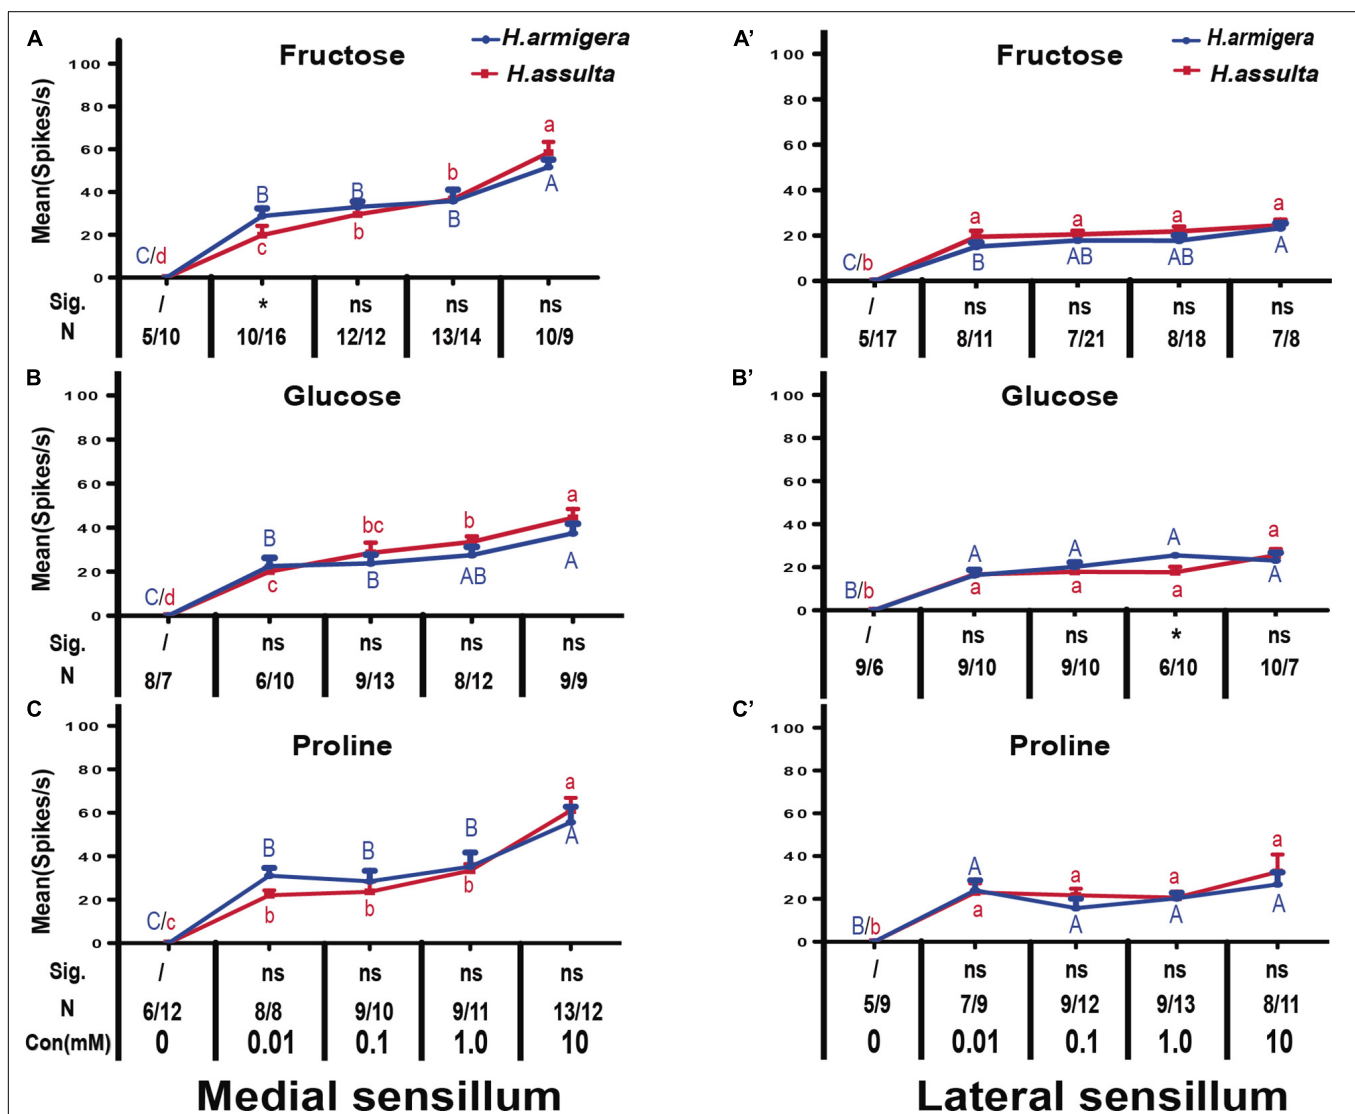 A
Fructose
H.armigera
H.assulta
Mean(Spikes/s)
100
80
60
40
20
0
C/d
B
c
B
b
b
B
a
A
Sig. / * ns ns ns
N 5/10 10/16 12/12 13/14 10/9
A’
Fructose
H.armigera
H.assulta
100
80
60
40
20
0
C/b
a
B
a
AB
a
AB
a
A
/ ns ns ns ns
5/17 8/11 7/21 8/18 7/8
B
Glucose
Mean(Spikes/s)
100
80
60
40
20
0
C/d
B
c
bc
B
b
AB
a
A
Sig. / ns ns ns ns
N 8/7 6/10 9/13 8/12 9/9
B’
Glucose
100
80
60
40
20
0
B/b
A
a
A
a
A
a
a
A
/ ns ns * ns
9/6 9/10 9/10 6/10 10/7
C
Proline
Mean(Spikes/s)
100
80
60
40
20
0
C/c
B
b
B
b
B
b
a
A
Sig. / ns ns ns ns
N 6/12 8/8 9/10 9/11 13/12
Con(mM) 0 0.01 0.1 1.0 10
Medial sensillum
C’
Proline
100
80
60
40
20
0
B/b
A
a
a
A
a
A
a
A
/ ns ns ns ns
5/9 7/9 9/12 9/13 8/11
0 0.01 0.1 1.0 10
Lateral sensillum